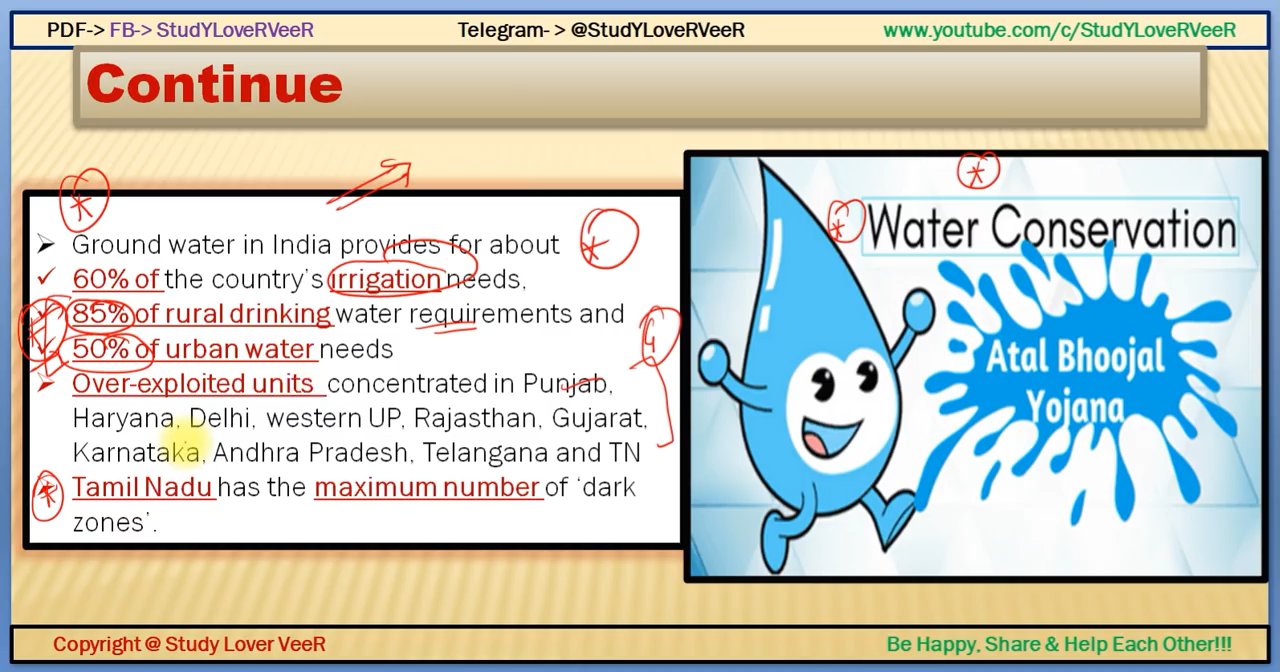 PDF-> FB-> StudYLoveRVeeR
Telegram- > @StudYLoveRVeeR
www.youtube.com/c/StudYLoveRVeeR
Continue
➤ Ground water in India provides for about
✓ 60% of the country's irrigation needs,
✓ 85% of rural drinking water requirements and
✓ 50% of urban water needs
➤ Over-exploited units concentrated in Punjab,
Haryana, Delhi, western UP, Rajasthan, Gujarat,
Karnataka, Andhra Pradesh, Telangana and TN
Tamil Nadu has the maximum number of 'dark
zones'.
Water Conservation
Atal Bhoojal
Yojana
Copyright @ Study Lover VeeR
Be Happy, Share & Help Each Other!!!